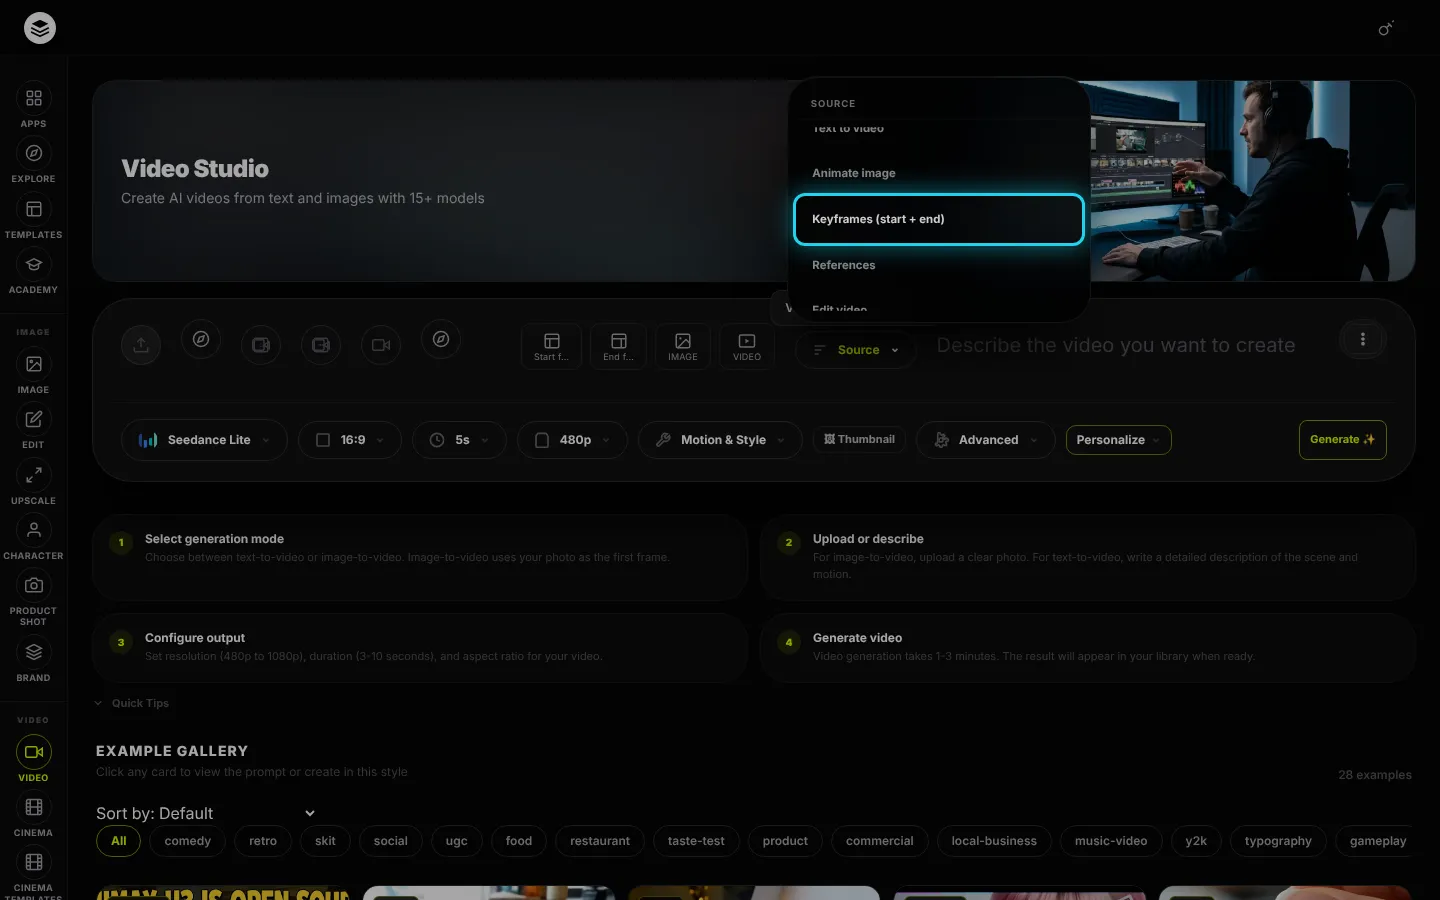 APPS
EXPLORE
TEMPLATES
ACADEMY
IMAGE
IMAGE
EDIT
UPSCALE
CHARACTER
PRODUCT
SHOT
BRAND
VIDEO
VIDEO
CINEMA
CINEMA
TEMPLATES
Video Studio
Create AI videos from text and images with 15+ models
SOURCE
Text to video
Animate image
Keyframes (start + end)
References
Edit video
Start f...
End f...
IMAGE
VIDEO
Source
Describe the video you want to create
Seedance Lite
16:9
5s
480p
Motion & Style
Thumbnail
Advanced
Personalize
Generate ✨
1
Select generation mode
Choose between text-to-video or image-to-video. Image-to-video uses your photo as the first frame.
2
Upload or describe
For image-to-video, upload a clear photo. For text-to-video, write a detailed description of the scene and
motion.
3
Configure output
Set resolution (480p to 1080p), duration (3-10 seconds), and aspect ratio for your video.
4
Generate video
Video generation takes 1-3 minutes. The result will appear in your library when ready.
Quick Tips
EXAMPLE GALLERY
Click any card to view the prompt or create in this style
28 examples
Sort by: Default
All
comedy
retro
skit
social
ugc
food
restaurant
taste-test
product
commercial
local-business
music-video
y2k
typography
gameplay